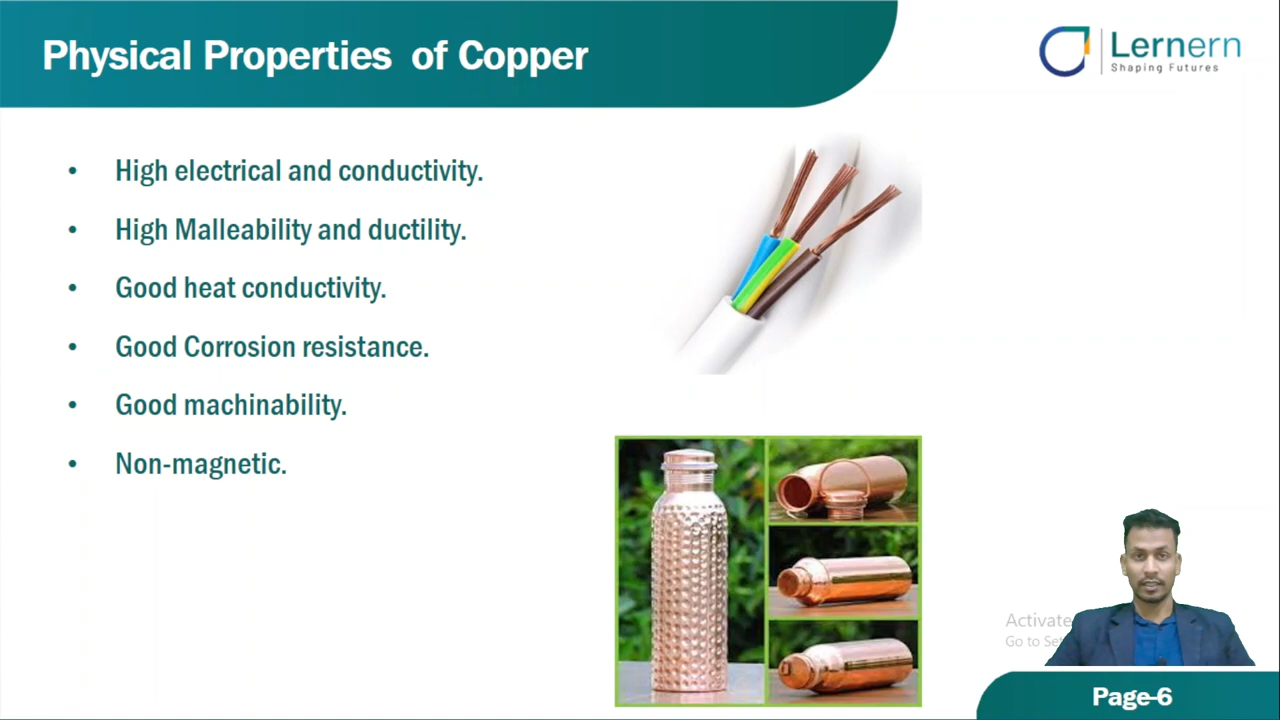 Physical Properties of Copper
Lernern
Shaping Futures
• High electrical and conductivity.
• High Malleability and ductility.
• Good heat conductivity.
• Good Corrosion resistance.
• Good machinability.
• Non-magnetic.
Activate
Go to
Page-6